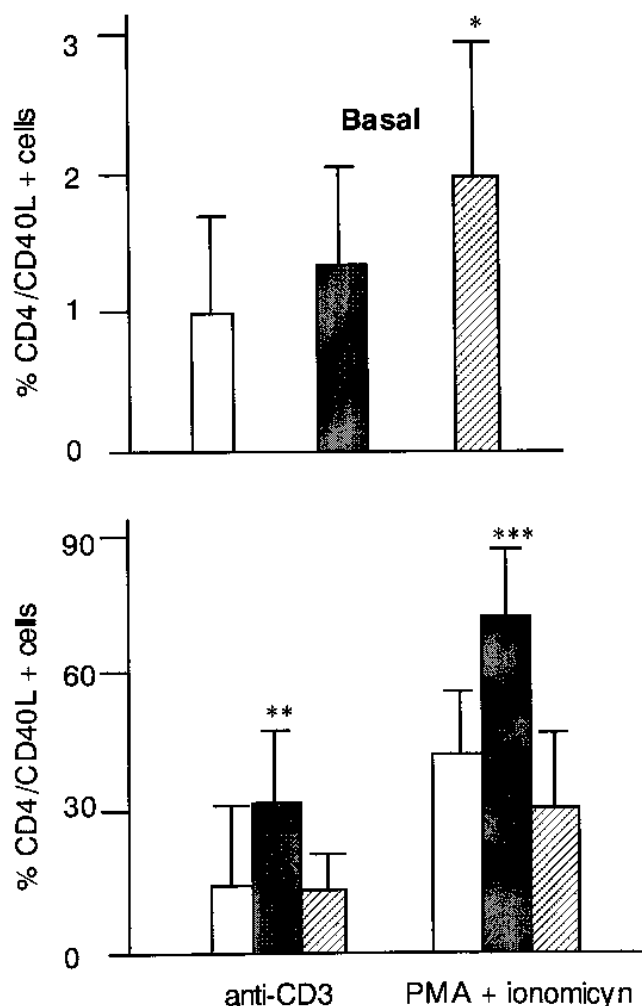 % CD4/CD40L + cells
3
2
1
0
*
Basal
% CD4/CD40L + cells
90
60
30
0
**
***
anti-CD3
PMA + ionomicyn